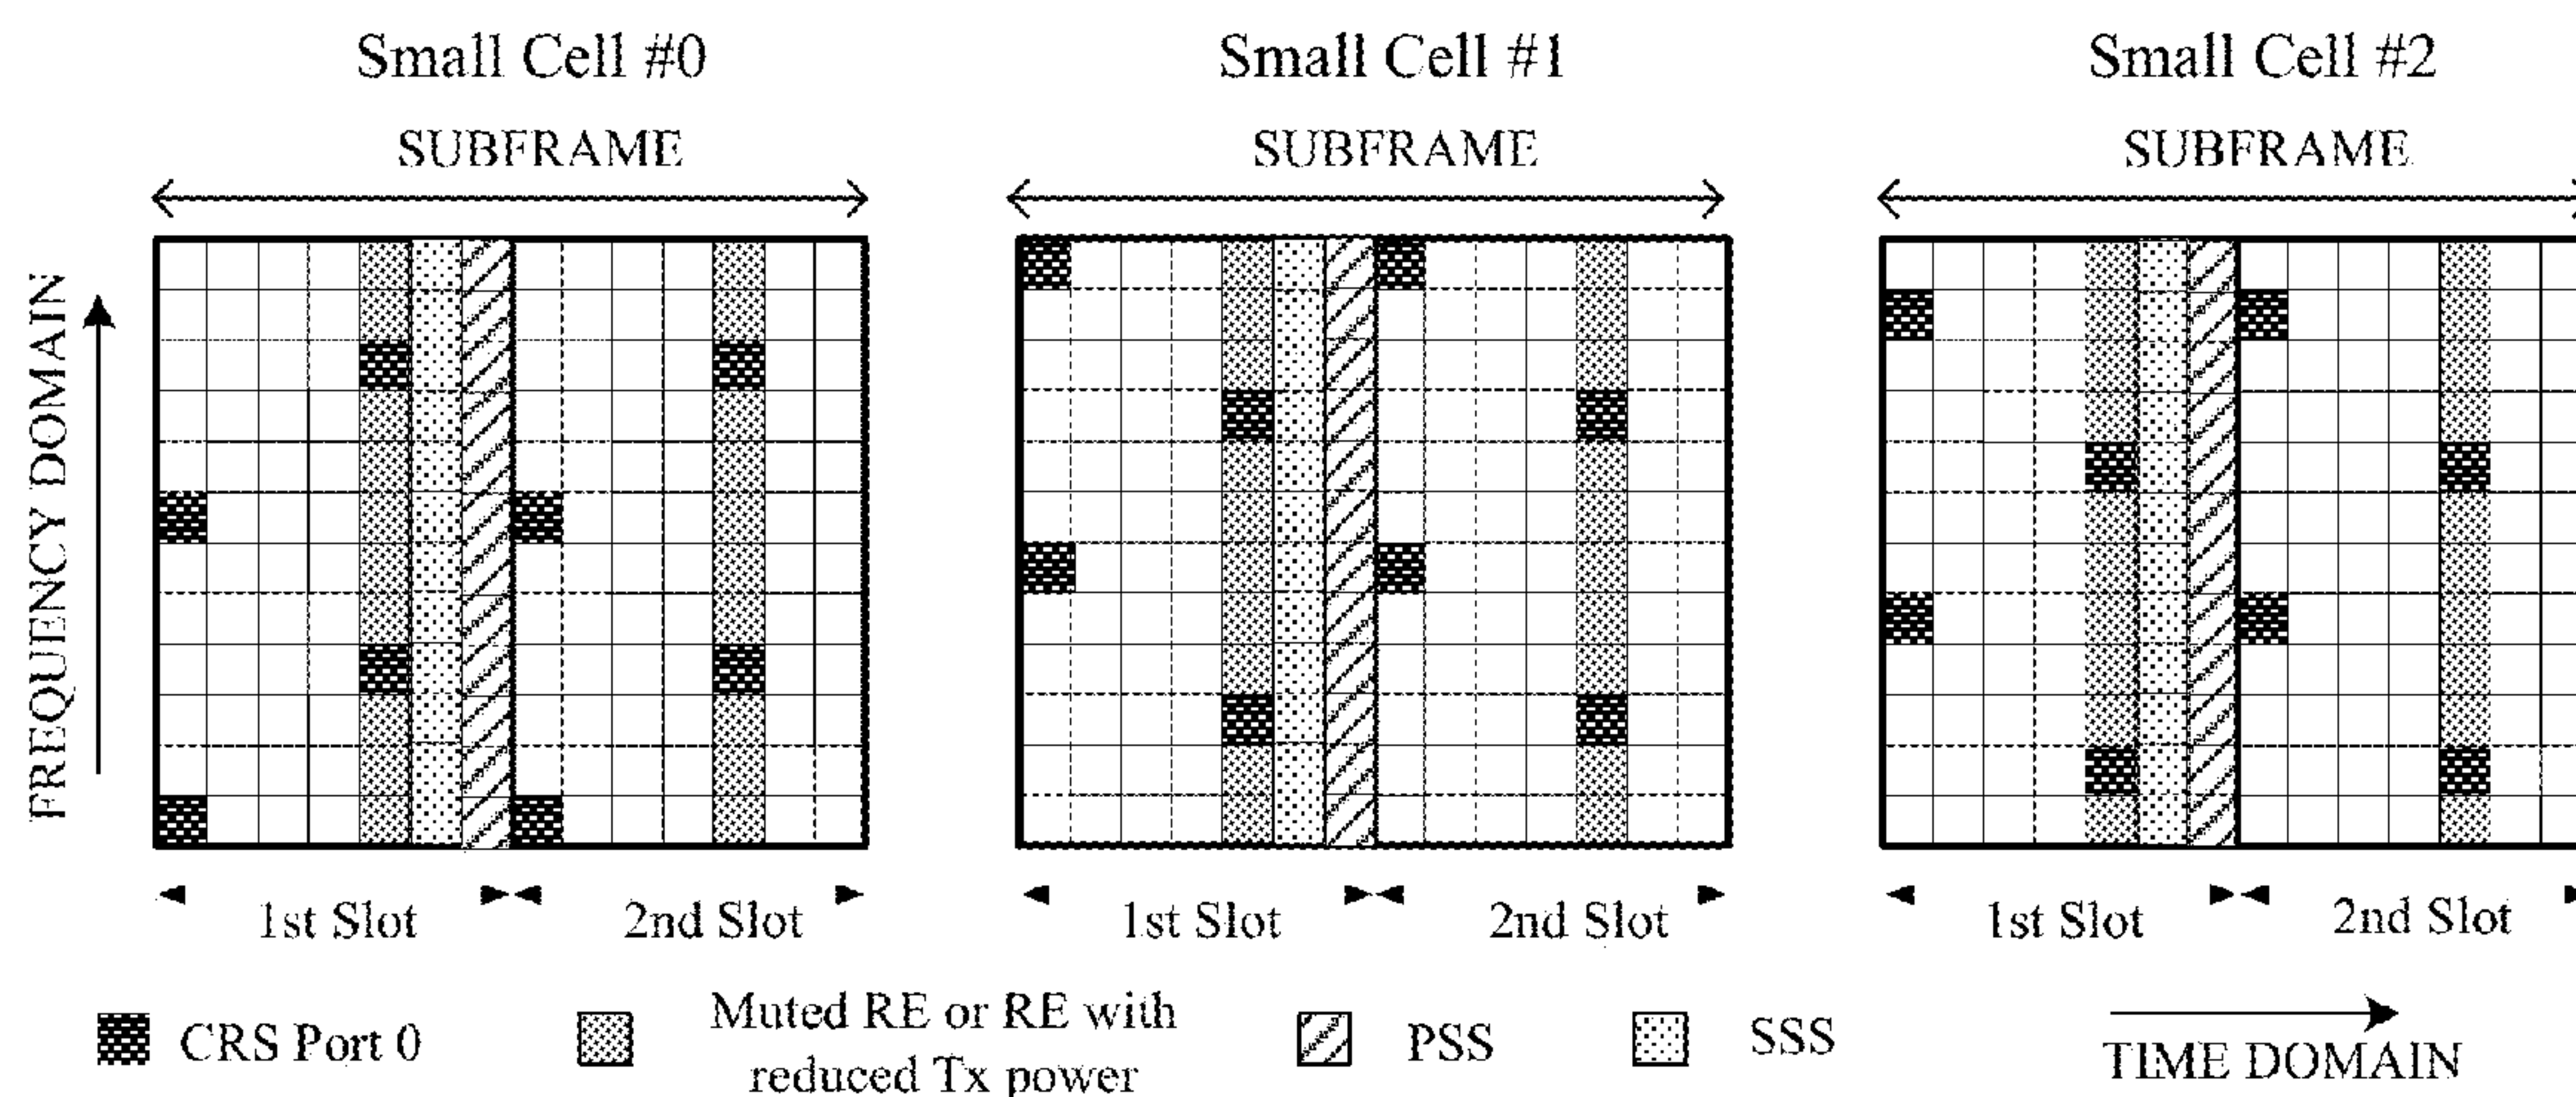 Small Cell #0
Small Cell #1
Small Cell #2
SUBFRAME
SUBFRAME
SUBFRAME
FREQUENCY DOMAIN
1st Slot
2nd Slot
1st Slot
2nd Slot
1st Slot
2nd Slot
CRS Port 0
Muted RE or RE with
reduced Tx power
PSS
SSS
TIME DOMAIN